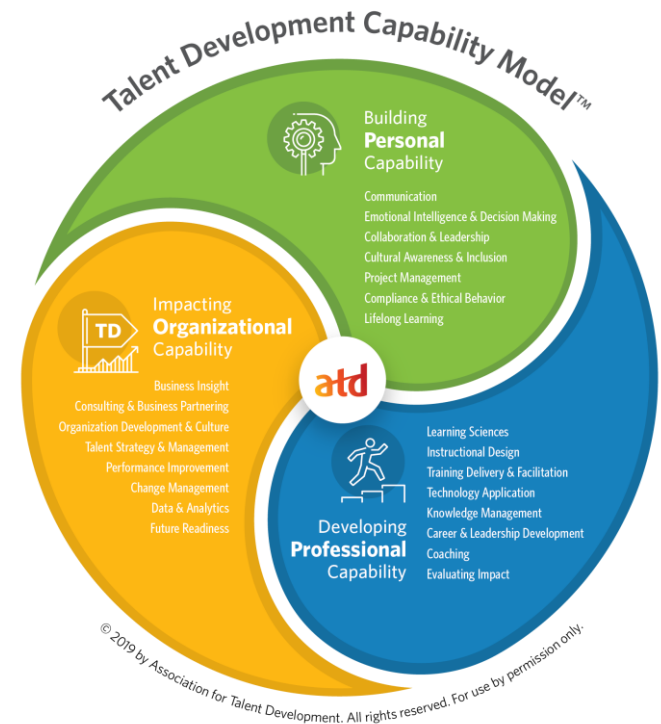 Talent Development Capability Model™
Building
Personal
Capability
Communication
Emotional Intelligence & Decision Making
Collaboration & Leadership
Cultural Awareness & Inclusion
Project Management
Compliance & Ethical Behavior
Lifelong Learning
TD
Impacting
Organizational
Capability
Business Insight
Consulting & Business Partnering
Organization Development & Culture
Talent Strategy & Management
Performance Improvement
Change Management
Data & Analytics
Future Readiness
atd
Developing
Professional
Capability
Learning Sciences
Instructional Design
Training Delivery & Facilitation
Technology Application
Knowledge Management
Career & Leadership Development
Coaching
Evaluating Impact
© 2019 by Association for Talent Development. All rights reserved. For use by permission only.